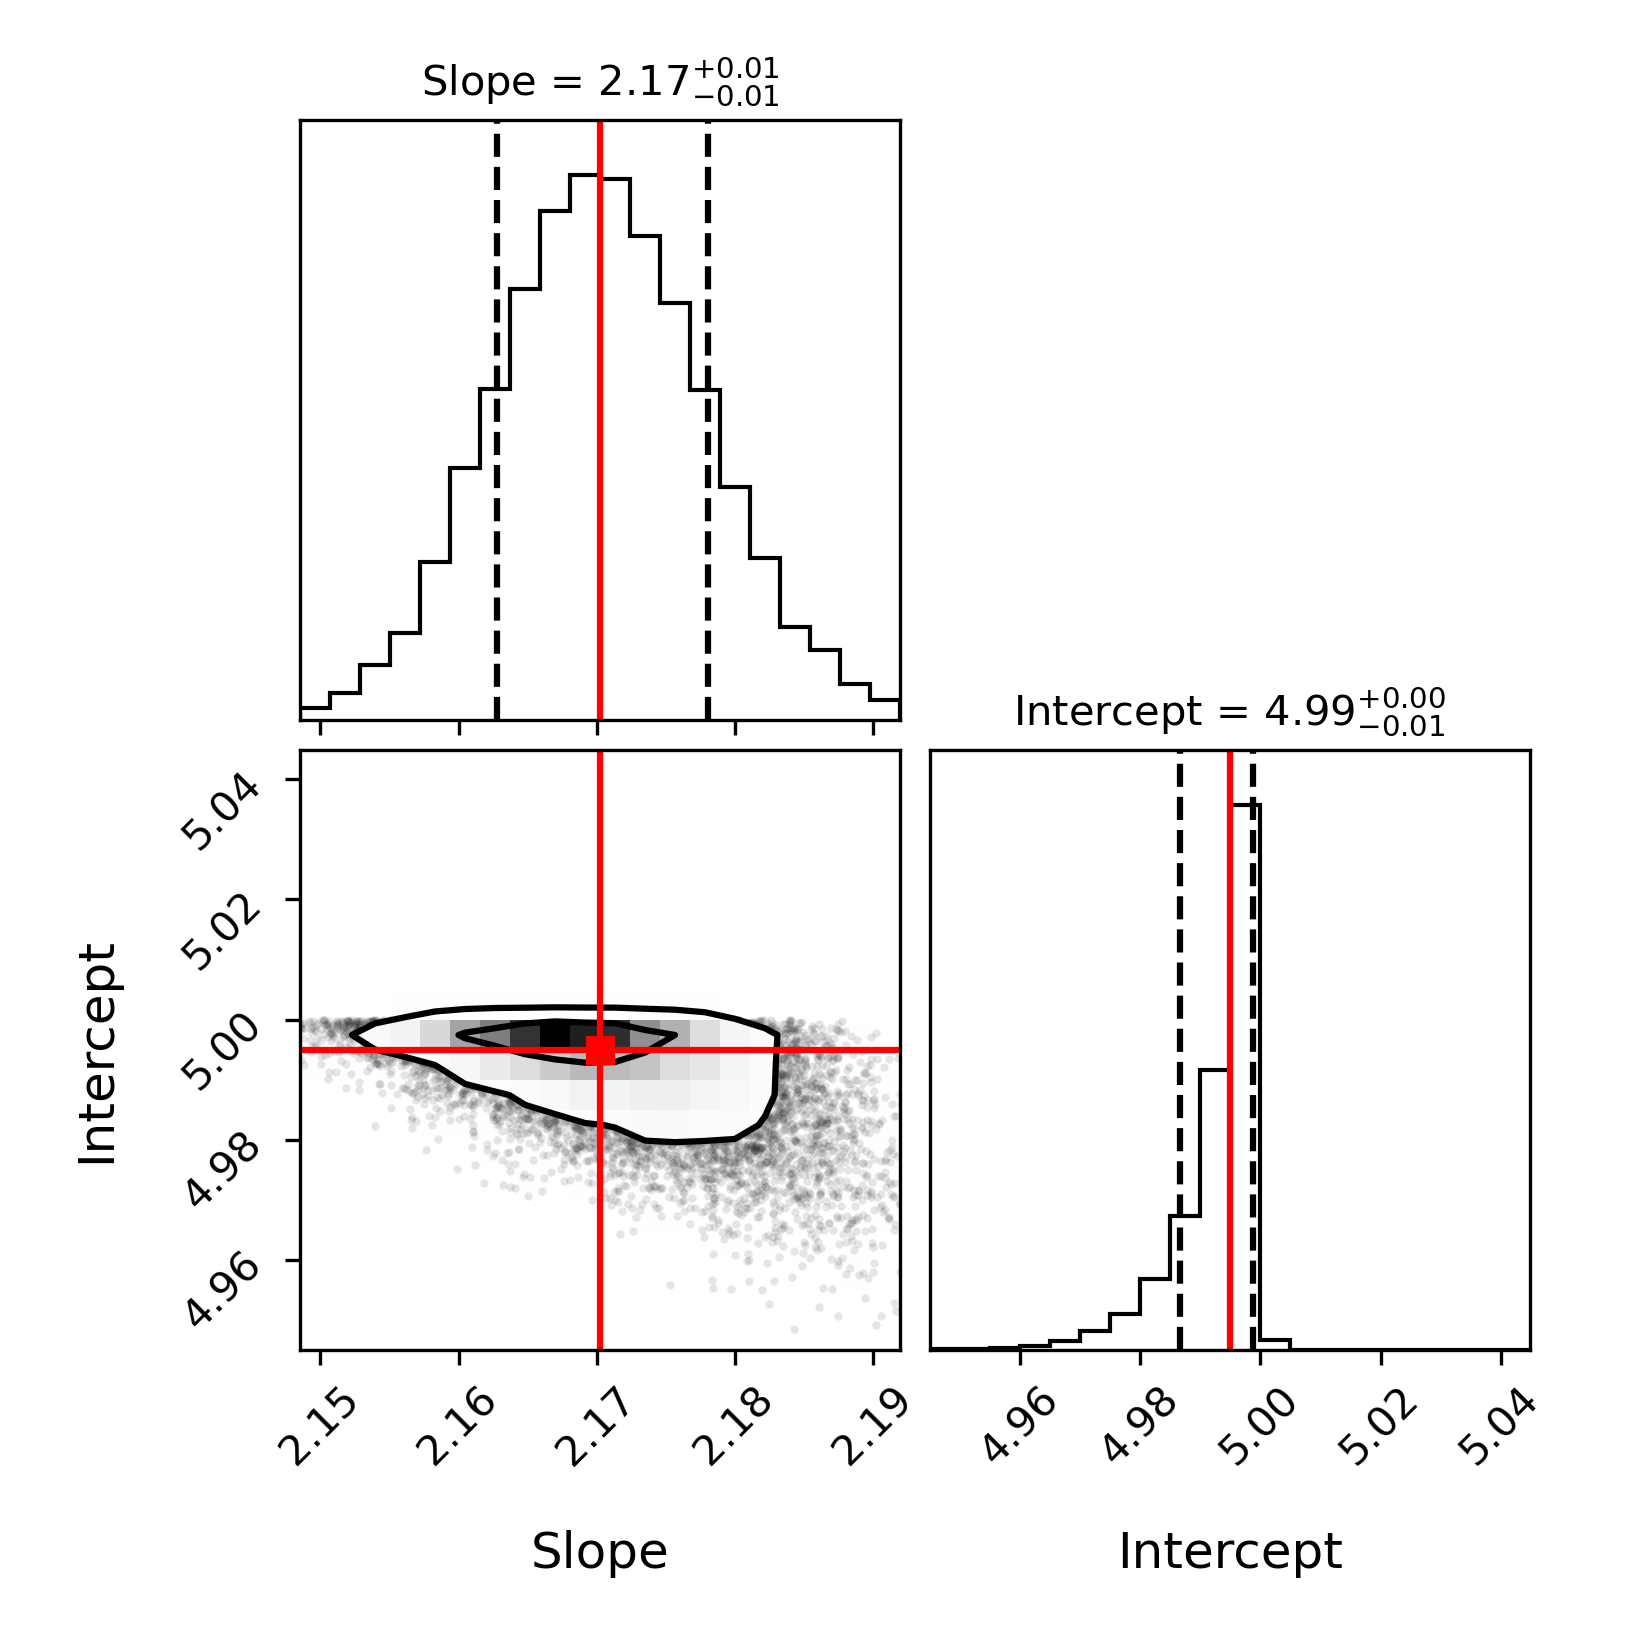 Slope = 2.17+0.01−0.01
Intercept = 4.99+0.00−0.01
5.04
5.02
5.00
4.98
4.96
Intercept
2.15 2.16 2.17 2.18 2.19
4.96 4.98 5.00 5.02 5.04
Slope
Intercept